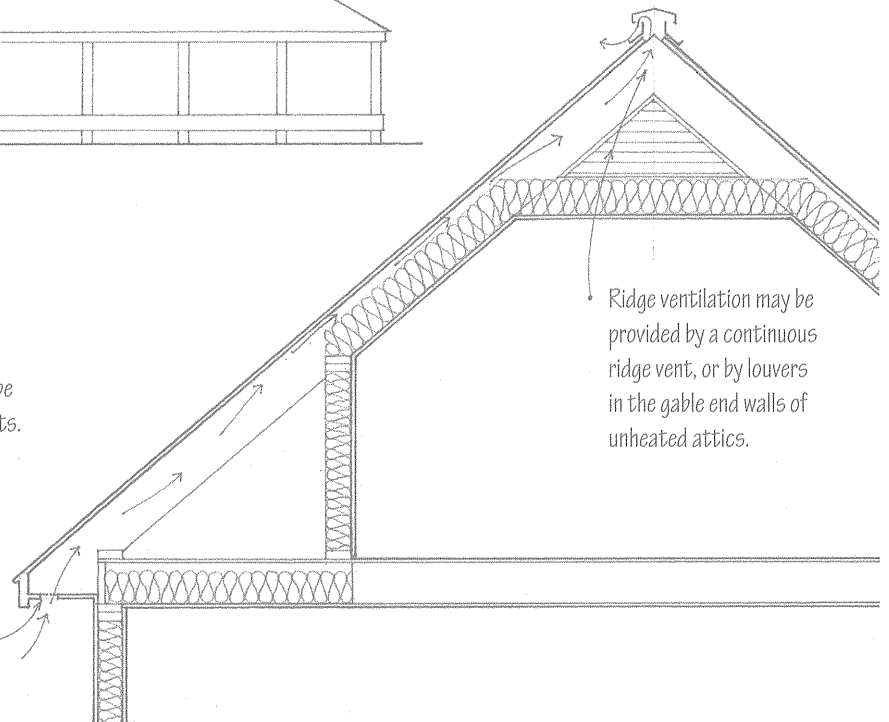 ts.
Ridge ventilation may be
provided by a continuous
ridge vent, or by louvers
in the gable end walls of
unheated attics.